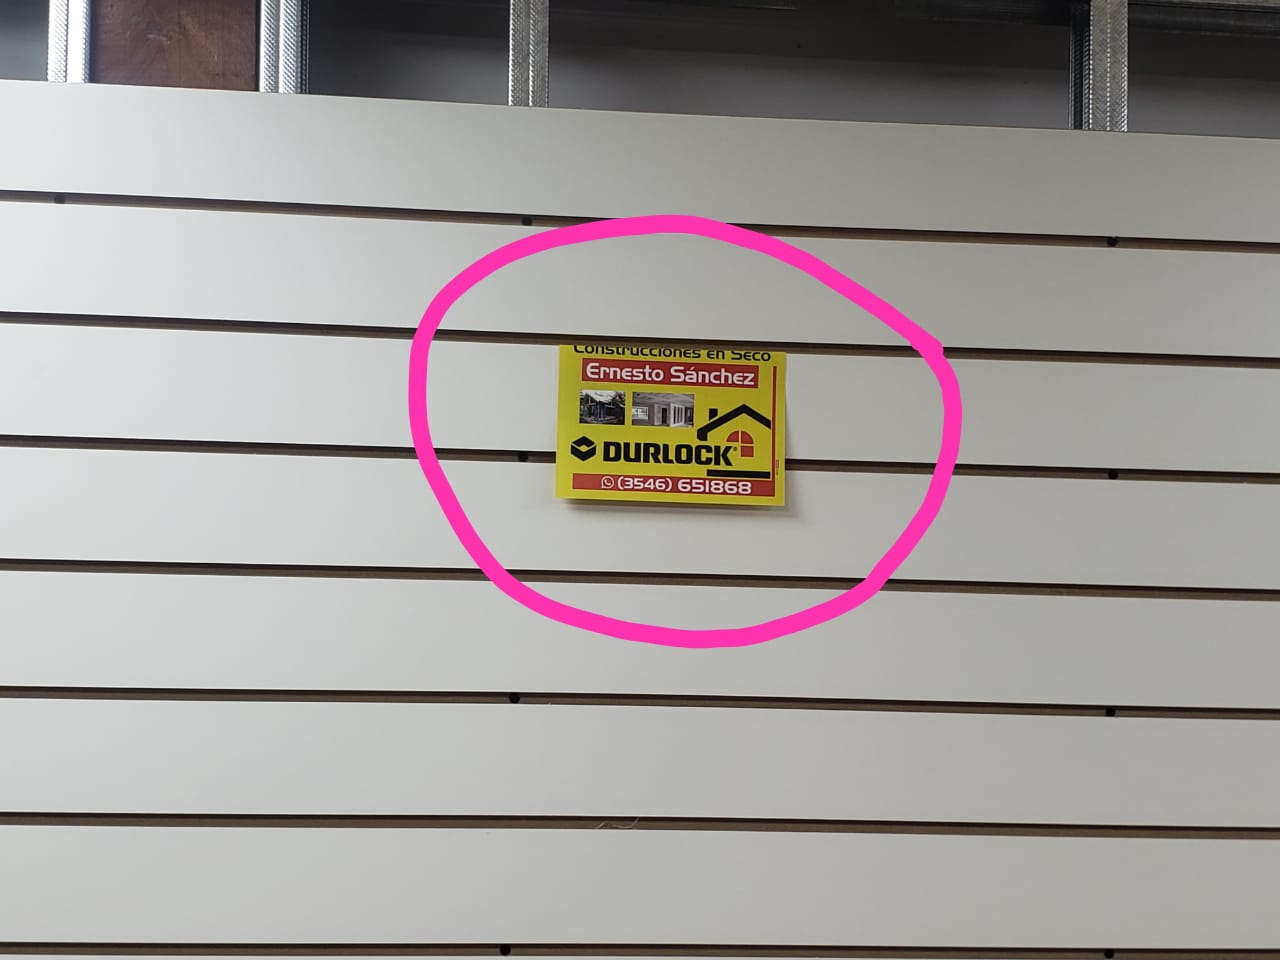 Construcciones en Seco
Ernesto Sánchez
DURLOCK®
(3546) 651868